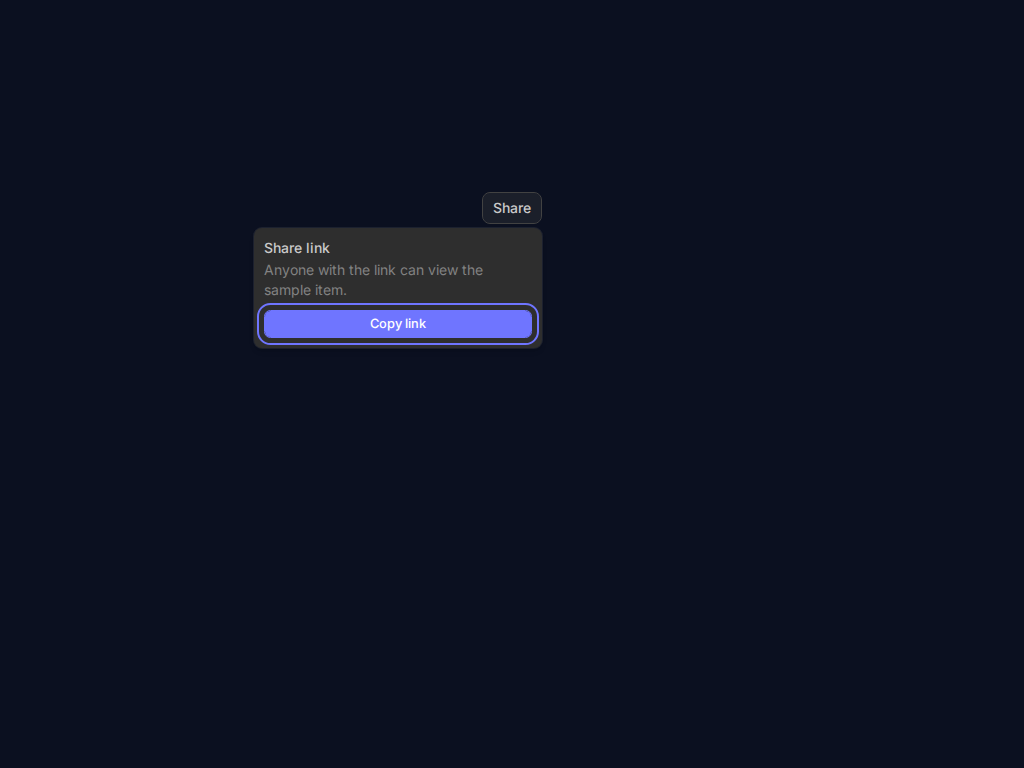 Share
Share link
Anyone with the link can view the
sample item.
Copy link